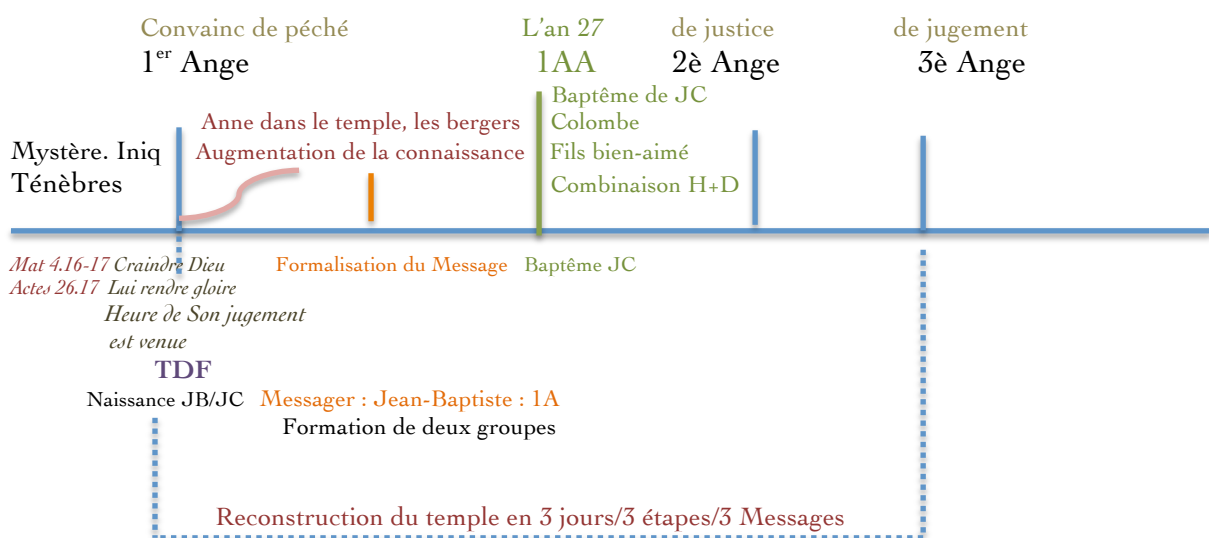 Convainc de péché L'an 27 de justice de jugement
1er Ange 1AA 2è Ange 3è Ange
Baptême de JC
Anne dans le temple, les bergers Colombe
Mystère. Iniq Augmentation de la connaissance Fils bien-aimé
Ténèbres Combinaison H+D
Mat 4.16-17 Craindre Dieu Formalisation du Message Baptême JC
Actes 26.17 Lui rendre gloire
Heure de Son jugement
est venue
TDF
Naissance JB/JC Messager : Jean-Baptiste : 1A
Formation de deux groupes
Reconstruction du temple en 3 jours/3 étapes/3 Messages